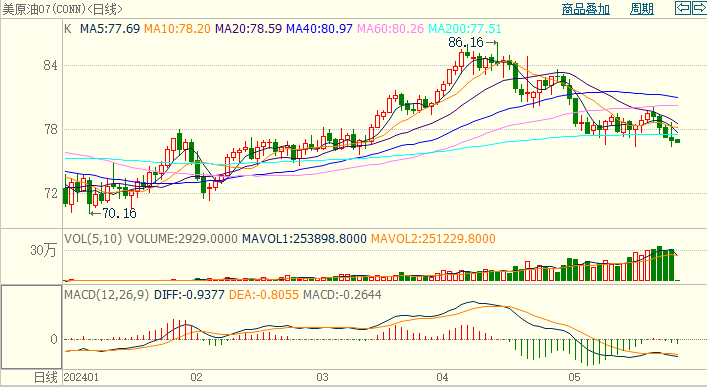 美原油07(CONN)<日线> 商品叠加 周期
K MA5:77.69 MA10:78.20 MA20:78.59 MA40:80.97 MA60:80.26 MA200:77.51
86.16
84
78
72
70.16
VOL(5,10) VOLUME:2929.0000 MAVOL1:253898.8000 MAVOL2:251229.8000
30万
MACD(12,26,9) DIFF:-0.9377 DEA:-0.8055 MACD:-0.2644
0
日线 202401 02 03 04 05